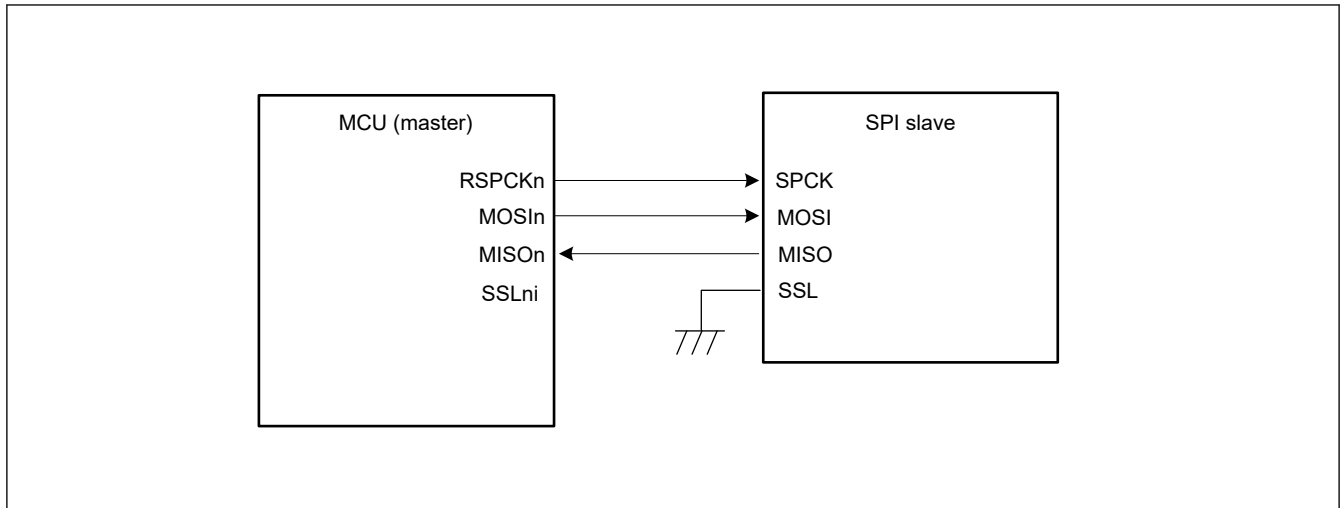 MCU (master)
SPI slave
RSPCKn
SPCK
MOSIn
MOSI
MISOn
MISO
SSLni
SSL